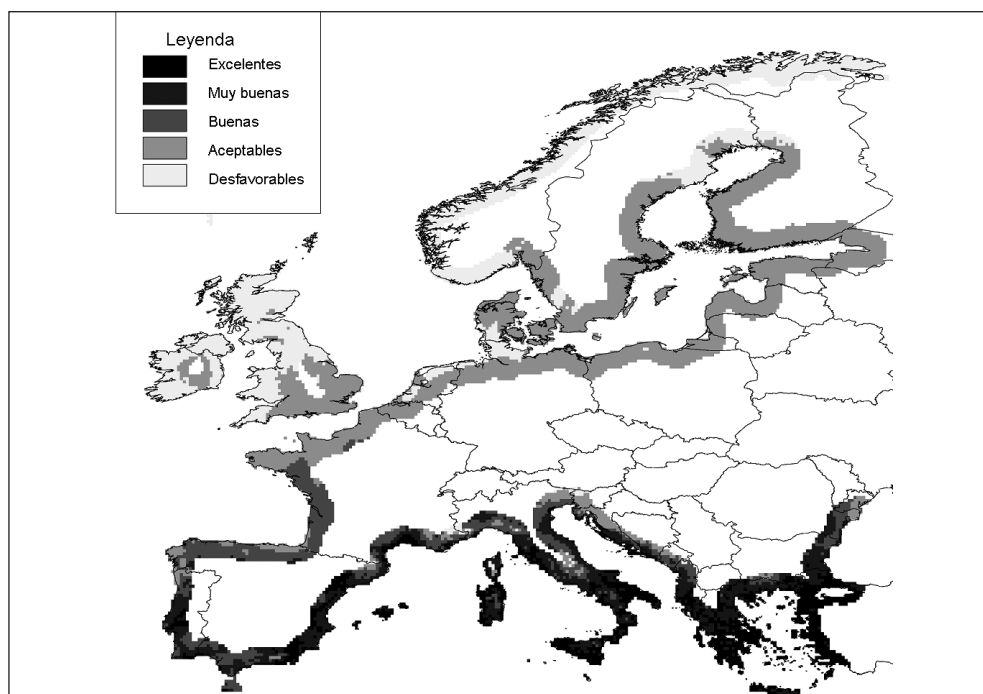 Leyenda
Excelentes
Muy buenas
Buenas
Aceptables
Desfavorables